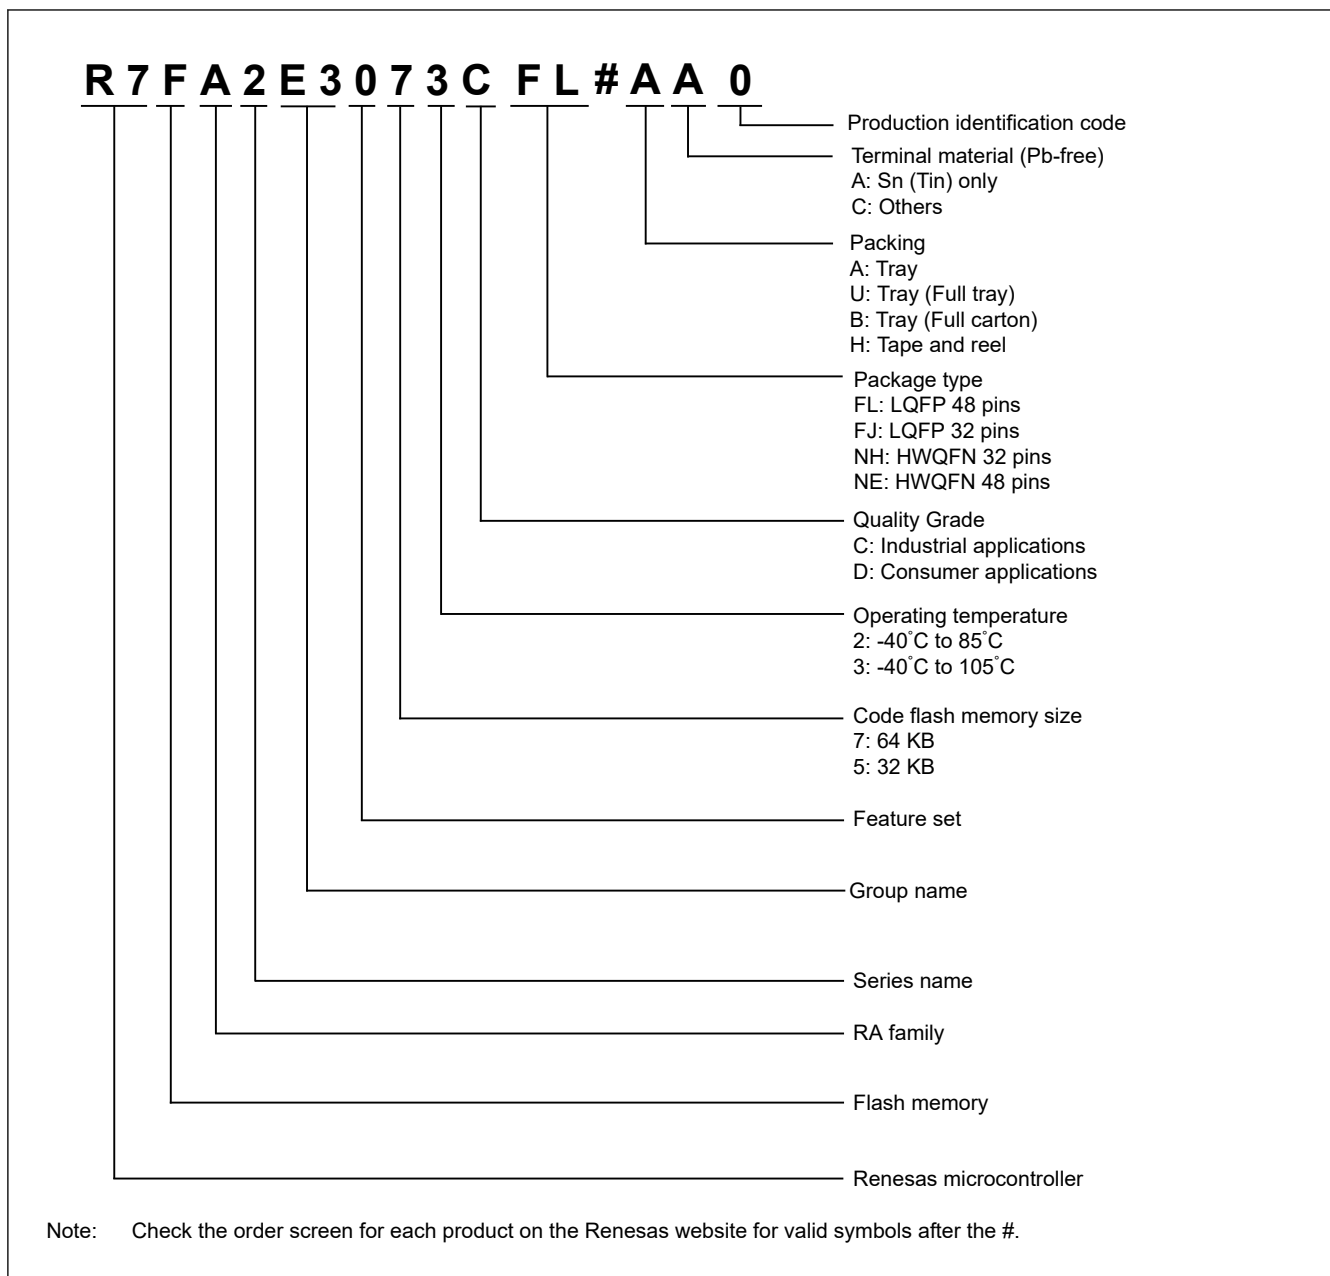 R7FA2E3073CFL#AA0
Production identification code
Terminal material (Pb-free)
A: Sn (Tin) only
C: Others
Packing
A: Tray
U: Tray (Full tray)
B: Tray (Full carton)
H: Tape and reel
Package type
FL: LQFP 48 pins
FJ: LQFP 32 pins
NH: HWQFN 32 pins
NE: HWQFN 48 pins
Quality Grade
C: Industrial applications
D: Consumer applications
Operating temperature
2: -40°C to 85°C
3: -40°C to 105°C
Code flash memory size
7: 64 KB
5: 32 KB
Feature set
Group name
Series name
RA family
Flash memory
Renesas microcontroller
Note: Check the order screen for each product on the Renesas website for valid symbols after the #.